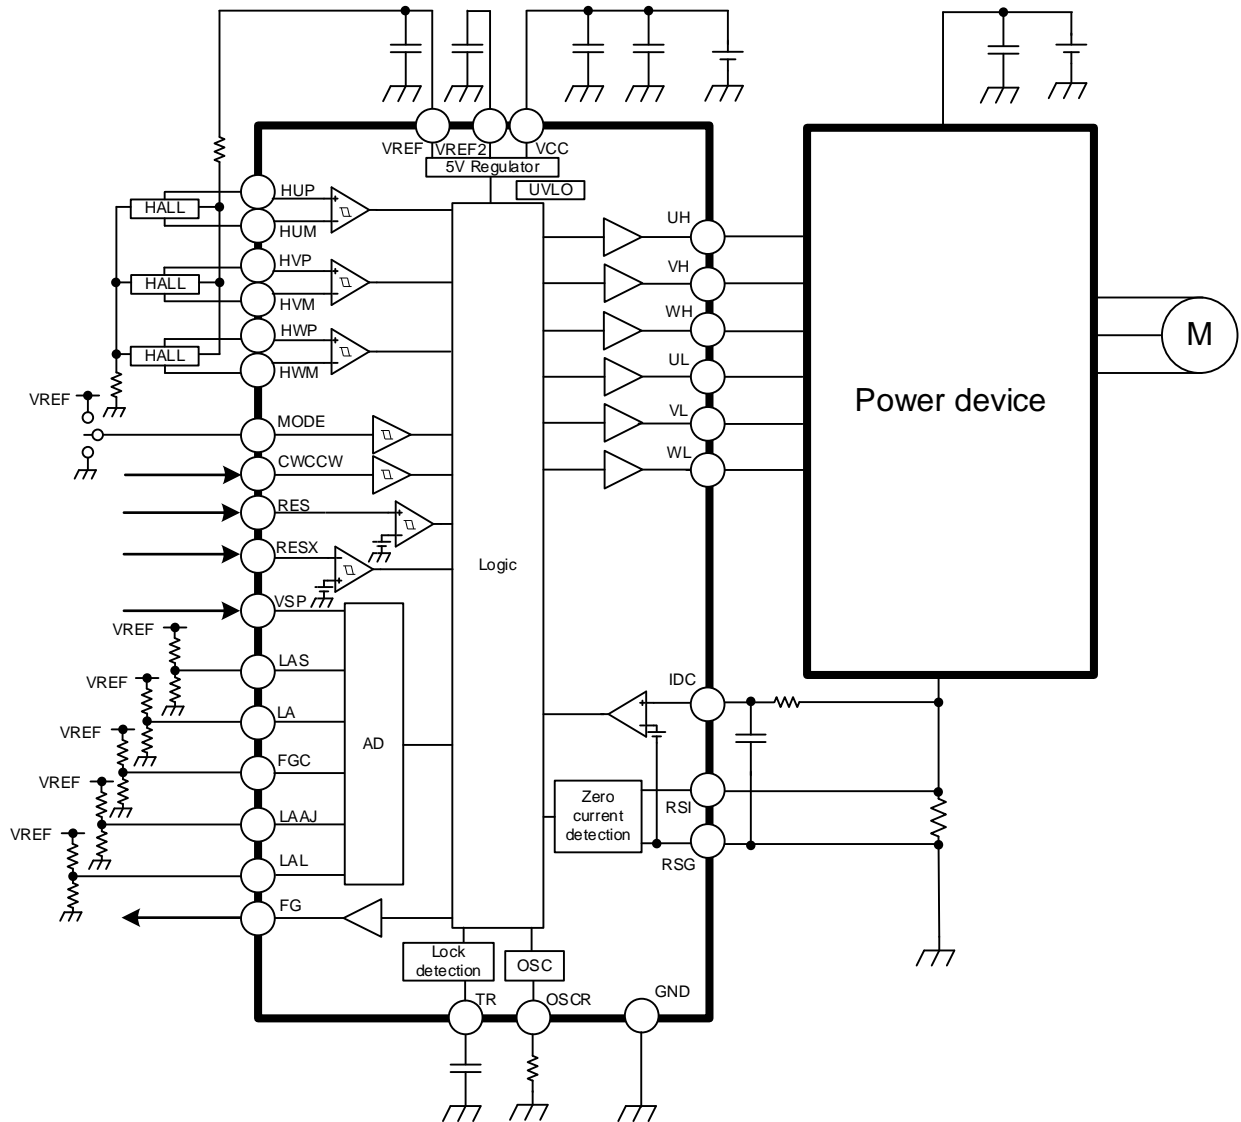 VREF
VREF2
VCC
5V Regulator
UVLO
HUP
HALL
HUM
HVP
HALL
HVM
HWP
HALL
HWM
VREF
MODE
CWCCW
RES
RESX
VSP
VREF
LAS
VREF
LA
VREF
FGC
VREF
LAAJ
VREF
LAL
FG
AD
Logic
UH
VH
WH
UL
VL
WL
Power device
M
IDC
Zero
current
detection
RSI
RSG
Lock
detection
OSC
TR
OSCR
GND